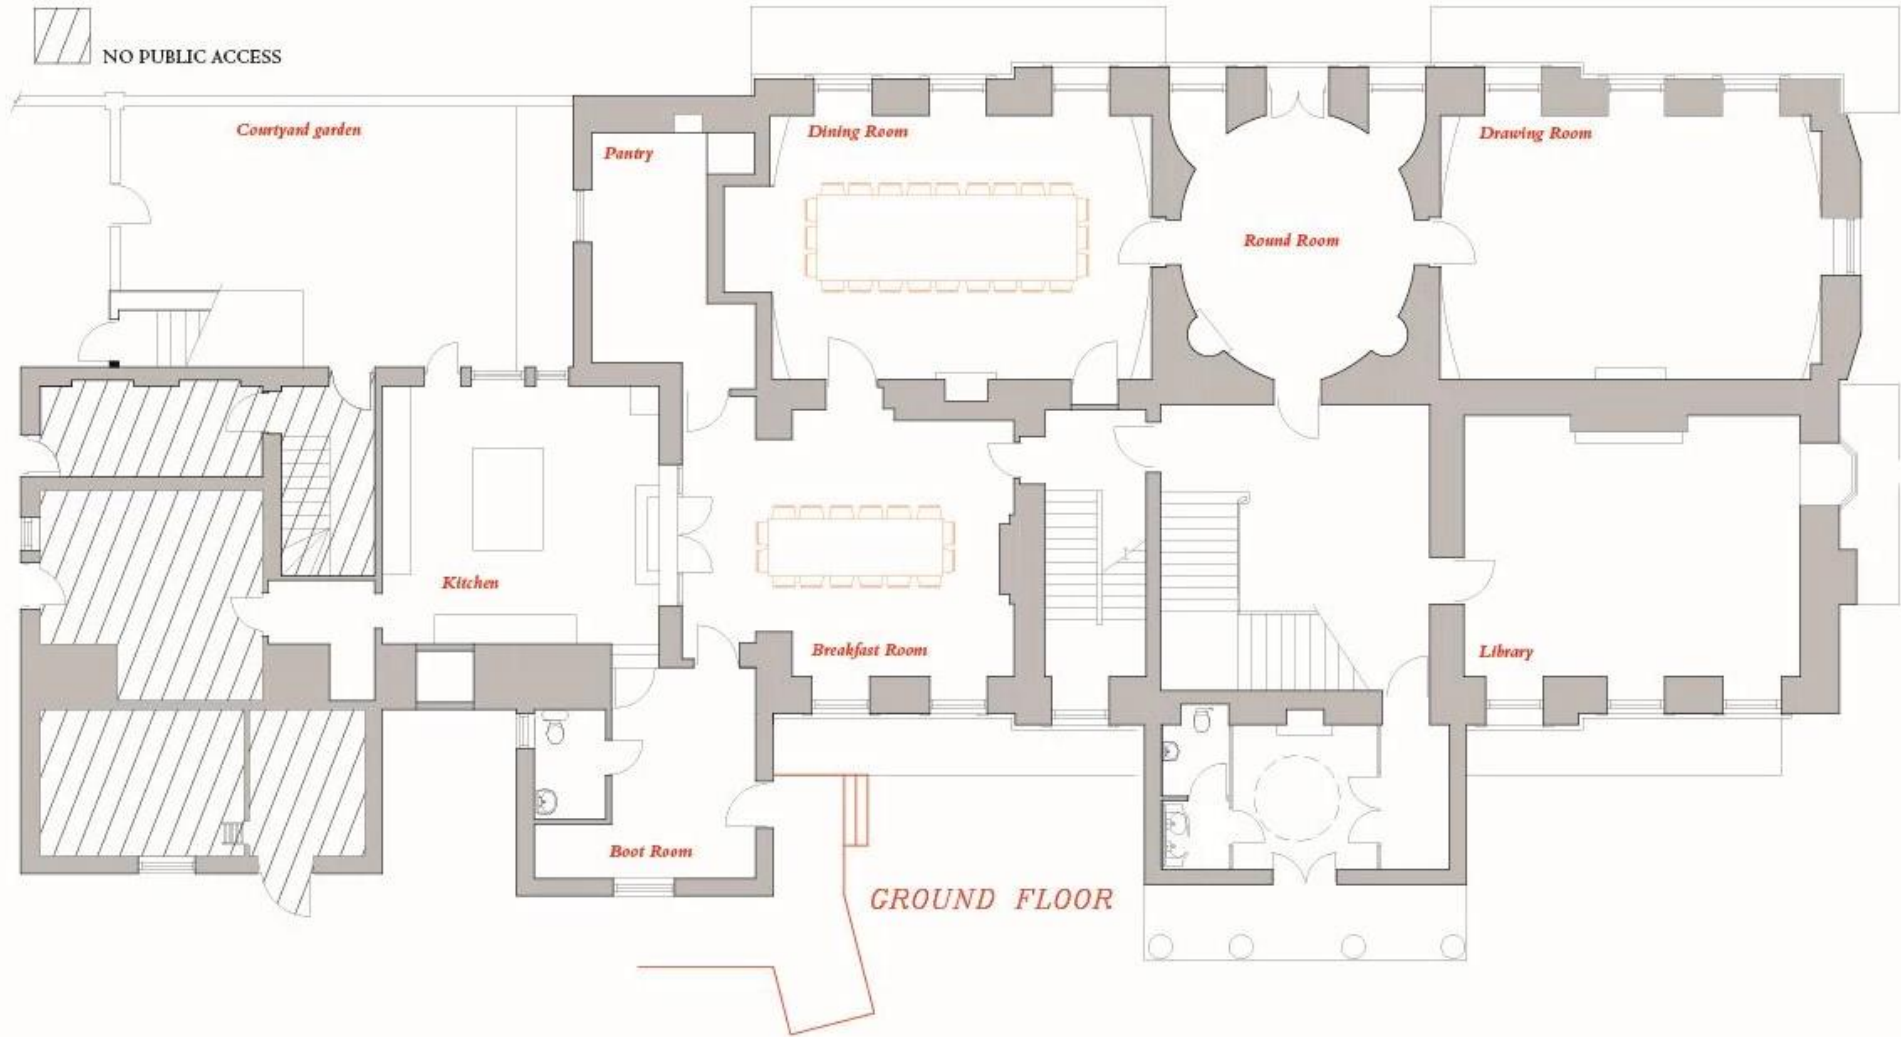 NO PUBLIC ACCESS
Courtyard garden
Pantry
Dining Room
Drawing Room
Round Room
Kitchen
Breakfast Room
Library
Boot Room
GROUND FLOOR